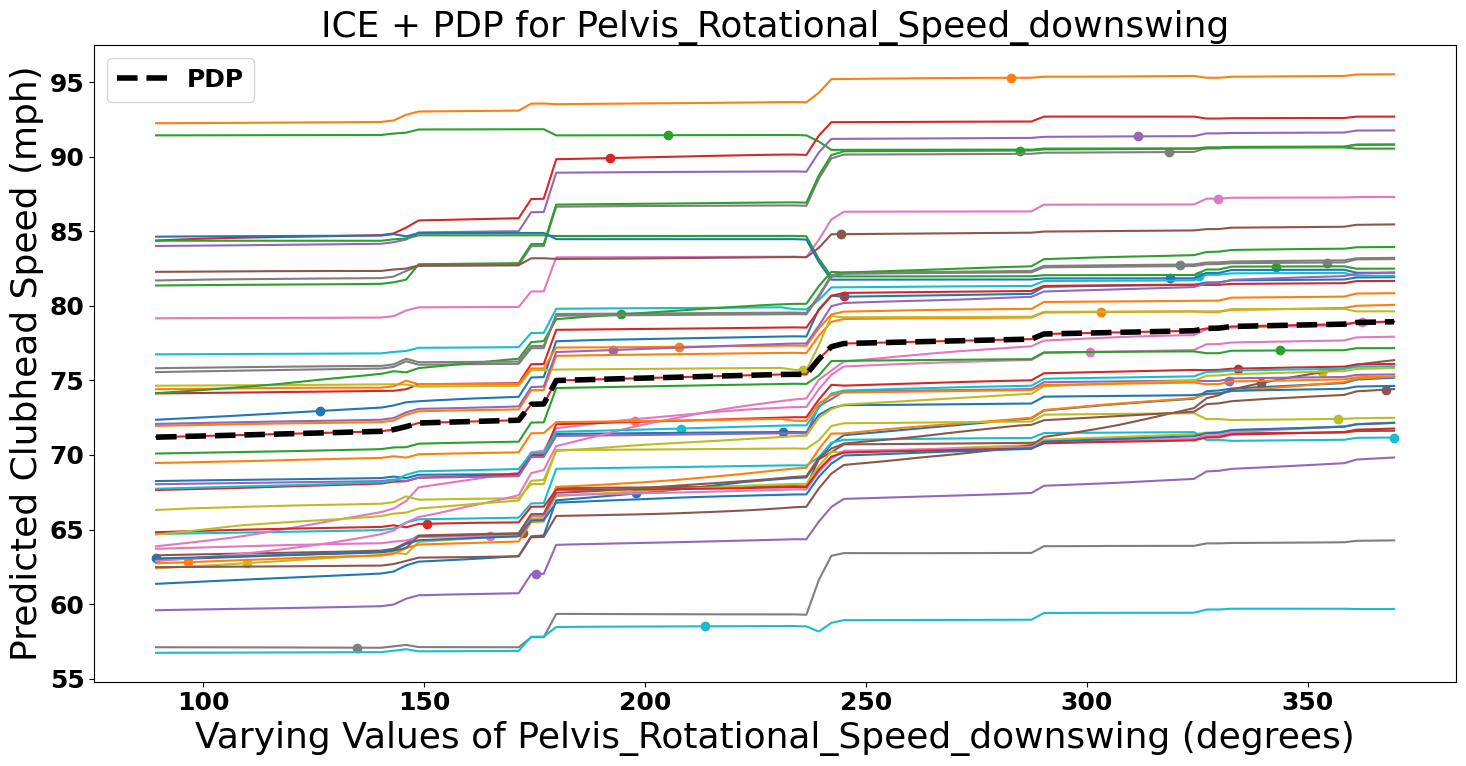 ICE + PDP for Pelvis_Rotational_Speed_downswing
PDP
Predicted Clubhead Speed (mph)
95
90
85
80
75
70
65
60
55
100 150 200 250 300 350
Varying Values of Pelvis_Rotational_Speed_downswing (degrees)